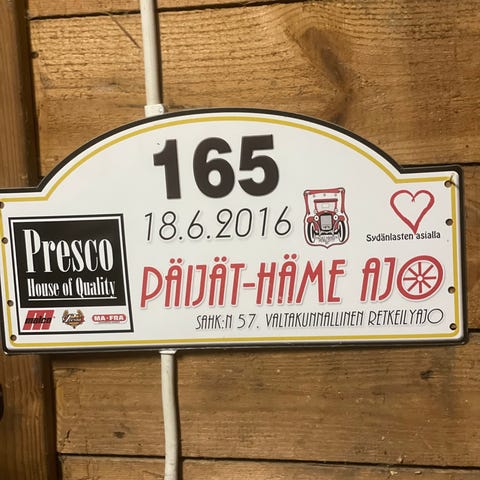 165
18.6.2016
Sydänlasten asialla
Presco
House of Quality
PÄIJÄT-HÄME AJO
MA-FRA
SAHK:N 57. VALTAKUNNALLINEN RETKEILYAJO